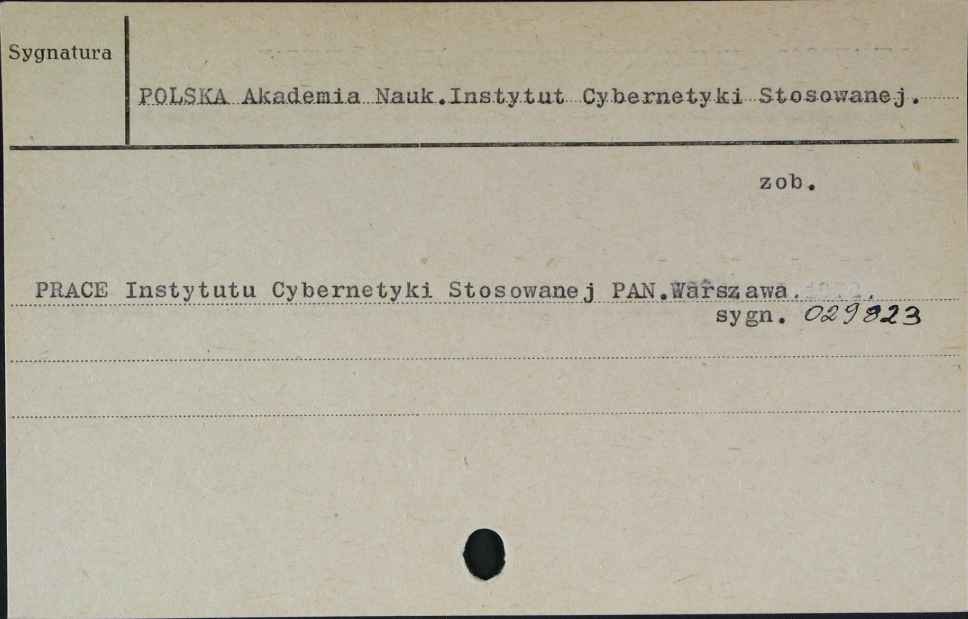 Sygnatura
POLSKA Akademia Nauk.Instytut Cybernetyki Stosowanej.
zob.
PRACE Instytutu Cybernetyki Stosowanej PAN.Warszawa.
sygn. 029823